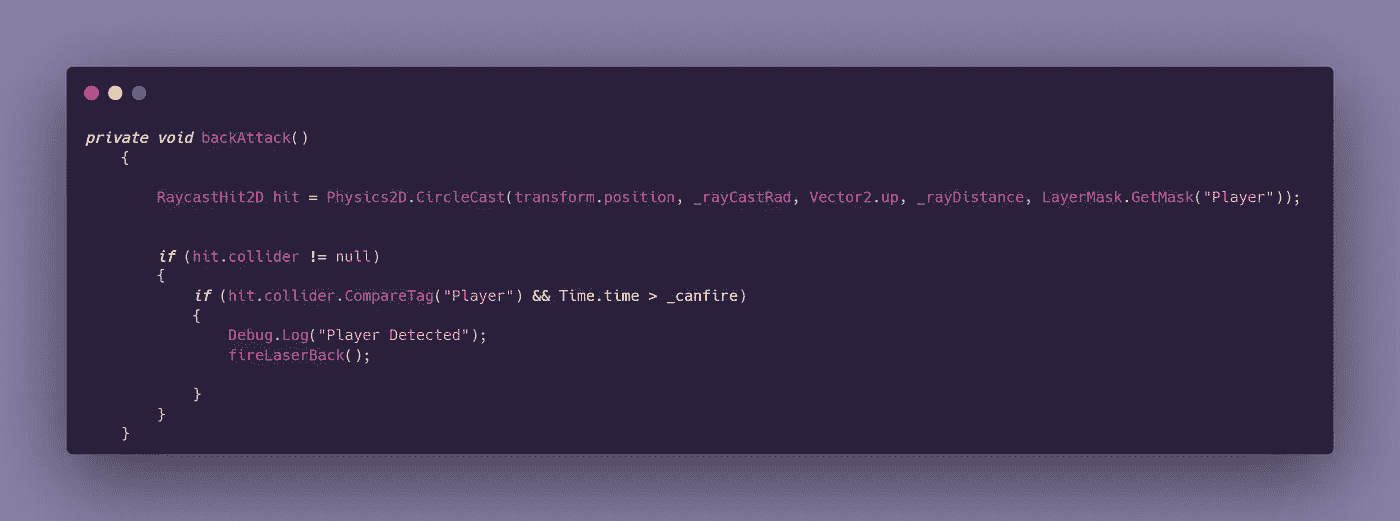 private void backAttack()
{
RaycastHit2D hit = Physics2D.CircleCast(transform.position, _rayCastRad, Vector2.up, _rayDistance, LayerMask.GetMask("Player"));
if (hit.collider != null)
{
if (hit.collider.CompareTag("Player") && Time.time > _canfire)
{
Debug.Log("Player Detected");
fireLaserBack();
}
}
}